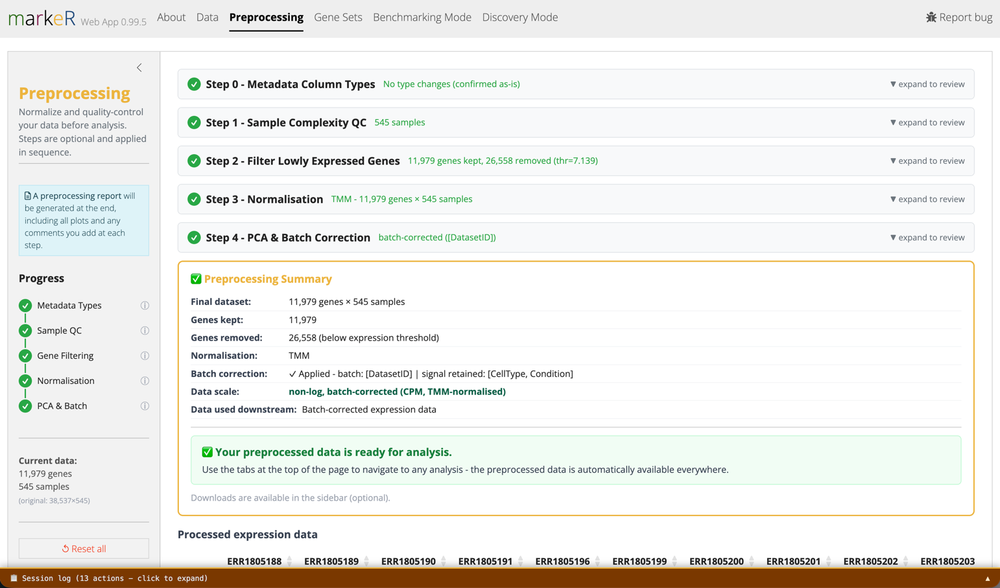 markeR Web App 0.99.5 About Data Preprocessing Gene Sets Benchmarking Mode Discovery Mode Report bug
Preprocessing
Normalize and quality-control
your data before analysis.
Steps are optional and applied
in sequence.
A preprocessing report will
be generated at the end,
including all plots and any
comments you add at each
step.
Progress
Metadata Types
Sample QC
Gene Filtering
Normalisation
PCA & Batch
Current data:
11,979 genes
545 samples
(original: 38,537×545)
Reset all
Step 0 - Metadata Column Types No type changes (confirmed as-is) ▼ expand to review
Step 1 - Sample Complexity QC 545 samples ▼ expand to review
Step 2 - Filter Lowly Expressed Genes 11,979 genes kept, 26,558 removed (thr=7.139) ▼ expand to review
Step 3 - Normalisation TMM - 11,979 genes × 545 samples ▼ expand to review
Step 4 - PCA & Batch Correction batch-corrected ([DatasetID]) ▼ expand to review
✅ Preprocessing Summary
Final dataset: 11,979 genes × 545 samples
Genes kept: 11,979
Genes removed: 26,558 (below expression threshold)
Normalisation: TMM
Batch correction: ✓ Applied - batch: [DatasetID] | signal retained: [CellType, Condition]
Data scale: non-log, batch-corrected (CPM, TMM-normalised)
Data used downstream: Batch-corrected expression data
✅ Your preprocessed data is ready for analysis.
Use the tabs at the top of the page to navigate to any analysis - the preprocessed data is automatically available everywhere.
Downloads are available in the sidebar (optional).
Processed expression data
ERR1805188 ERR1805189 ERR1805190 ERR1805191 ERR1805196 ERR1805199 ERR1805200 ERR1805201 ERR1805202 ERR1805203
Session log (13 actions — click to expand) ▲